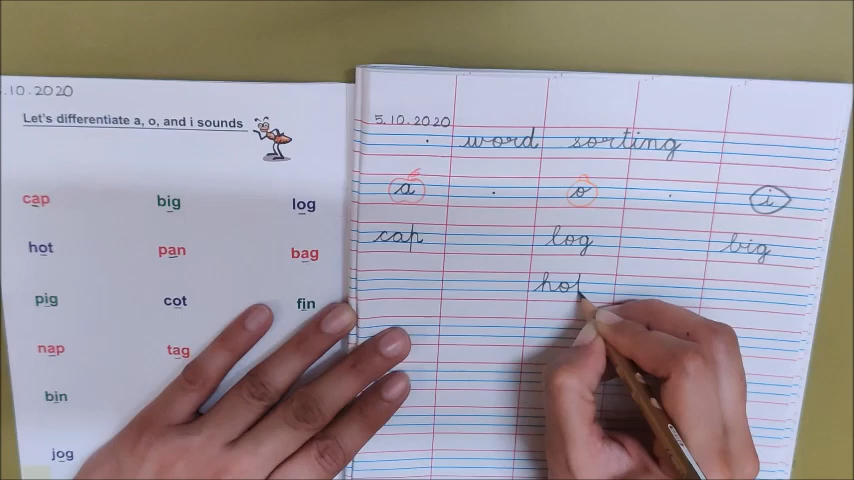 .10.2020
Let's differentiate a, o, and i sounds
cap big log
hot pan bag
pig cot fin
nap tag
bin
jog
5.10.2020
word sorting
a o i
cap log big
hot